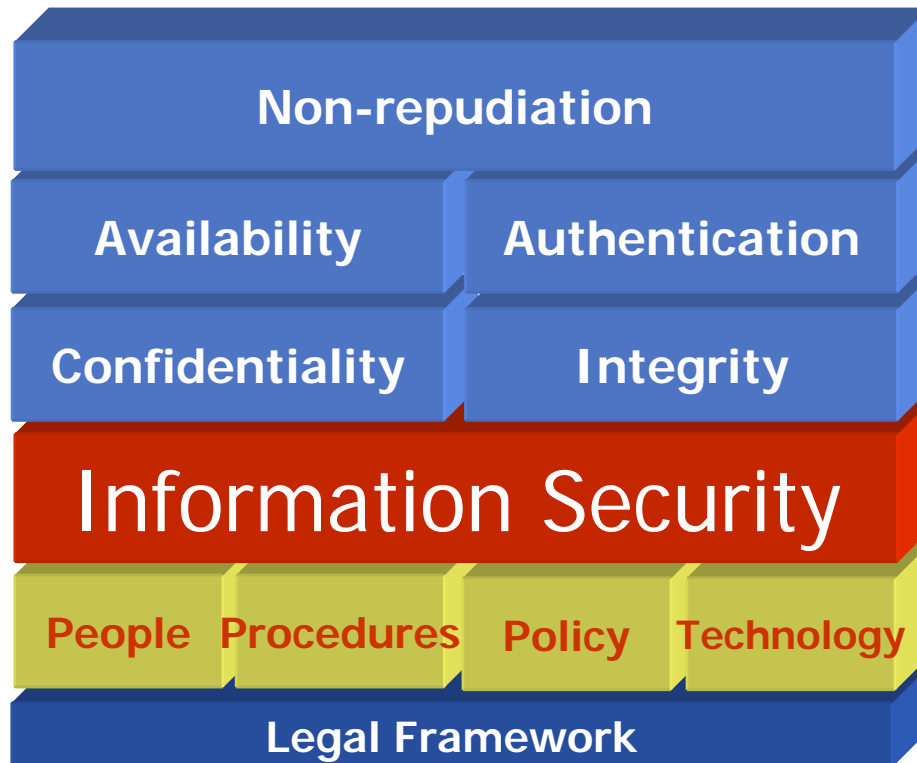 Non-repudiation
Availability Authentication
Confidentiality Integrity
Information Security
People Procedures Policy Technology
Legal Framework